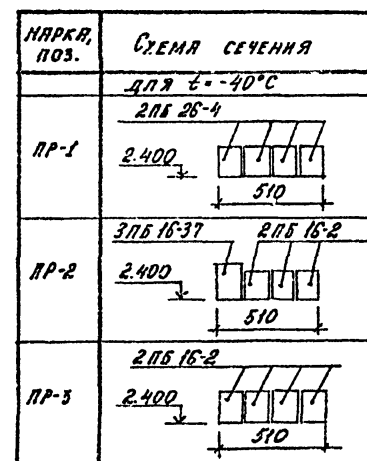 МАРКА, ПОЗ.
СХЕМА СЕЧЕНИЯ
ДЛЯ t = -40°С
ПР-1
2ПБ 26-4
2.400
510
ПР-2
3ПБ 16-37 2ПБ 16-2
2.400
510
ПР-3
2ПБ 16-2
2.400
510